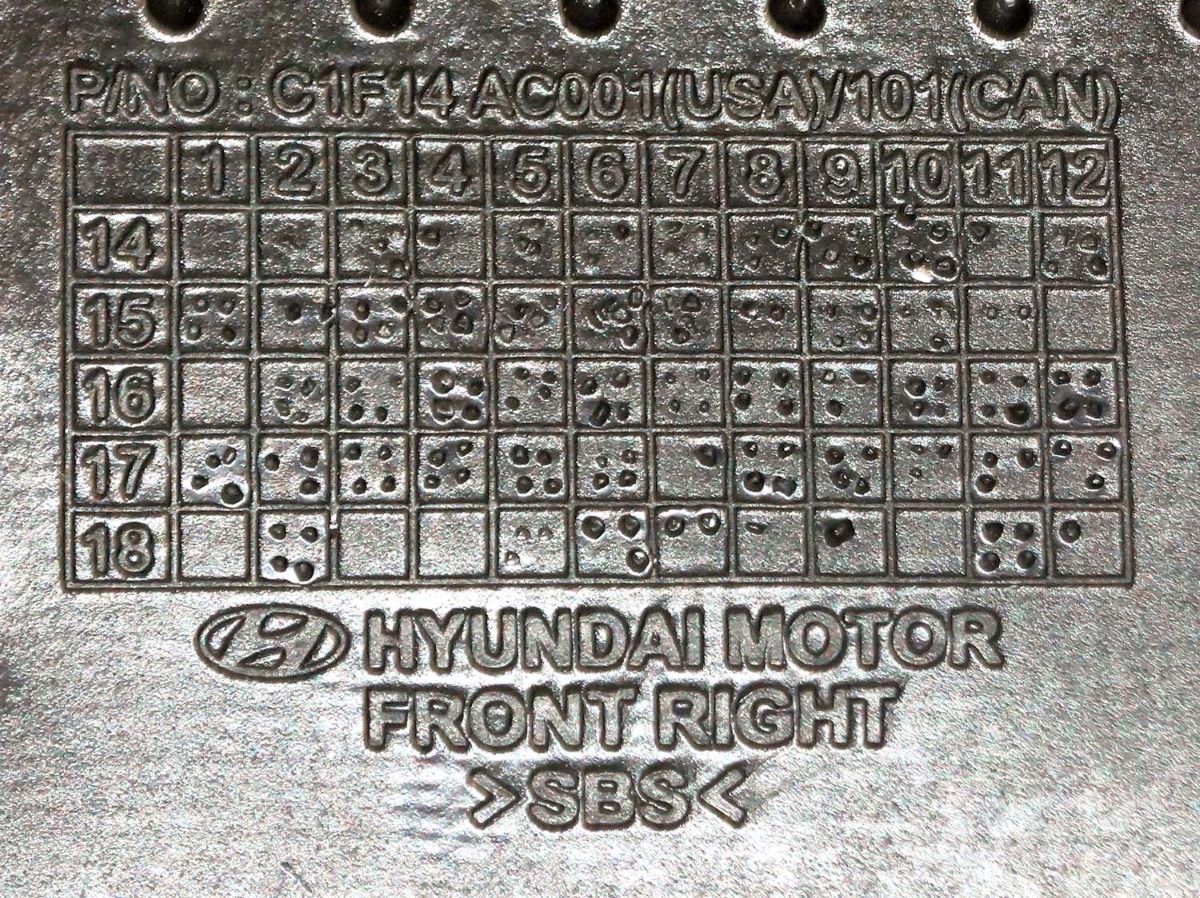 P/NO : C1F14 AC001(USA)/101(CAN)
1 2 3 4 5 6 7 8 9 10 11 12
14
15
16
17
18
HYUNDAI MOTOR
FRONT RIGHT
>SBS<